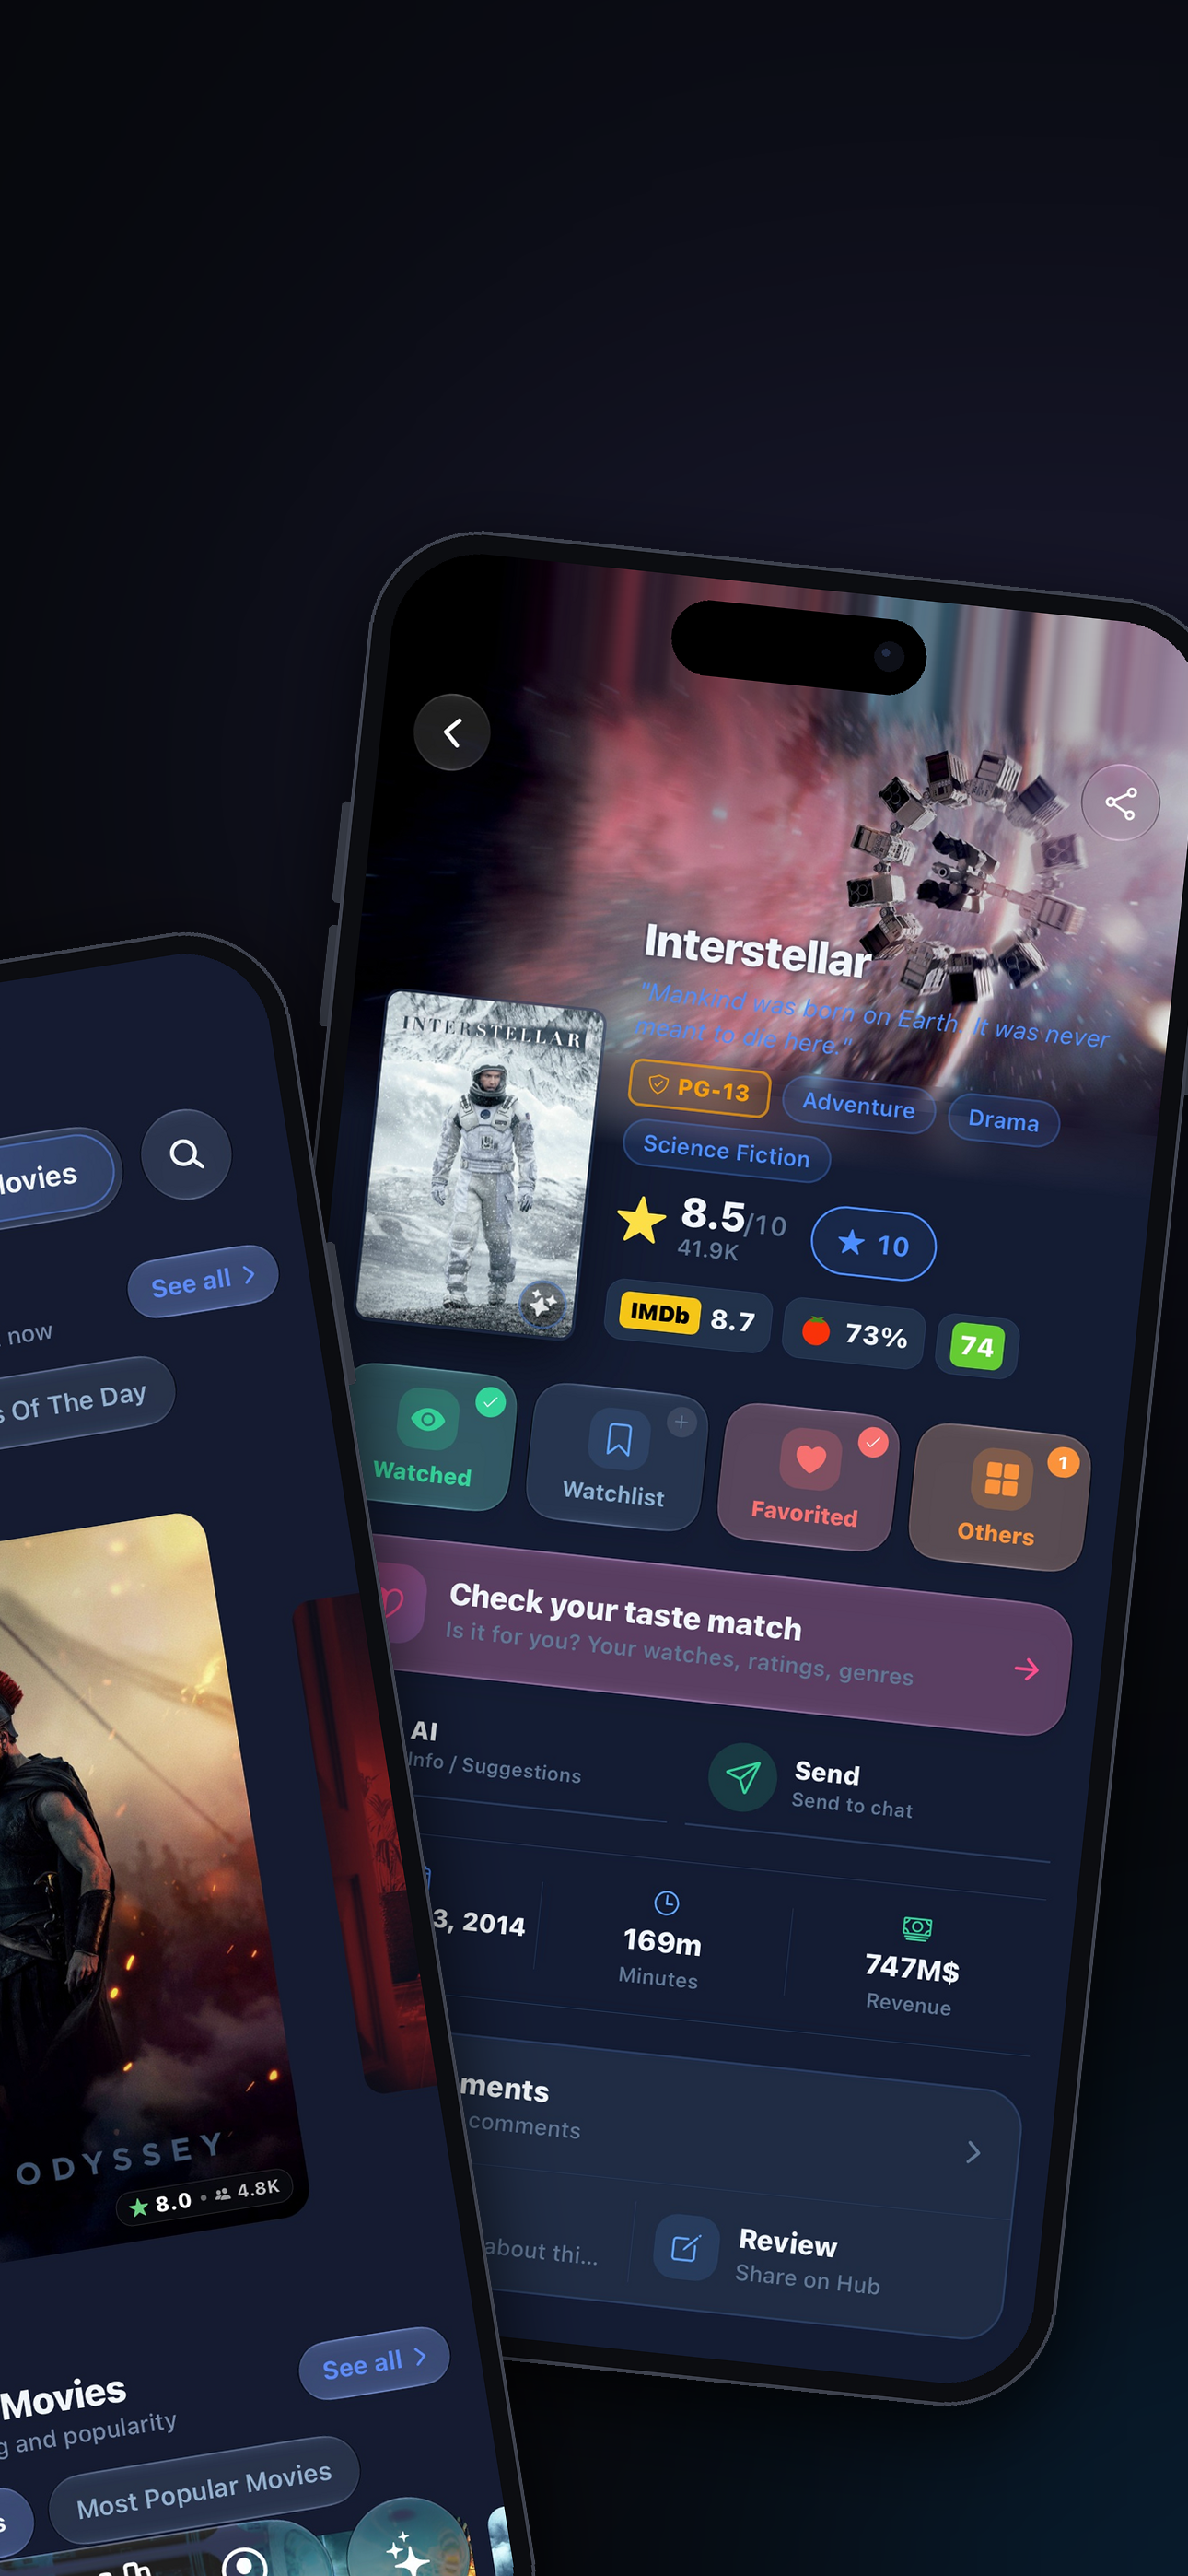 Interstellar
"Mankind was born on Earth. It was never
meant to die here."
INTERSTELLAR
PG-13
Adventure
Drama
Science Fiction
8.5/10
41.9K
10
IMDb 8.7
73%
74
Watched
Watchlist
Favorited
1
Others
Check your taste match
Is it for you? Your watches, ratings, genres
AI
Info / Suggestions
Send
Send to chat
3, 2014
169m
Minutes
747M$
Revenue
ments
comments
about thi...
Review
Share on Hub
See all
now
Of The Day
ODYSSEY
8.0 • 4.8K
See all
Movies
and popularity
Most Popular Movies